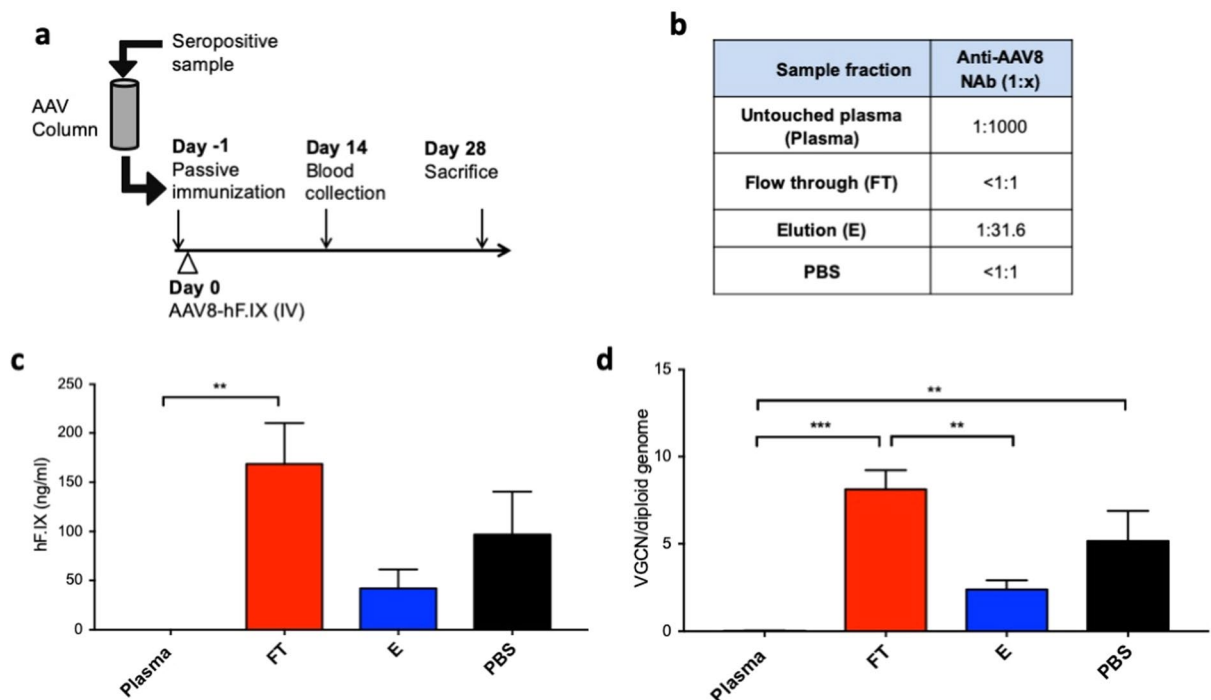 a
Seropositive
sample
AAV
Column
Day -1
Passive
immunization
Day 14
Blood
collection
Day 28
Sacrifice
Day 0
AAV8-hF.IX (IV)
b
Sample fraction
Anti-AAV8
NAb (1:x)
Untouched plasma
(Plasma)
1:1000
Flow through (FT)
<1:1
Elution (E)
1:31.6
PBS
<1:1
c
hF.IX (ng/ml)
250
200
150
100
50
0
**
Plasma
FT
E
PBS
d
VGCN/diploid genome
15
10
5
0
**
***
**
Plasma
FT
E
PBS